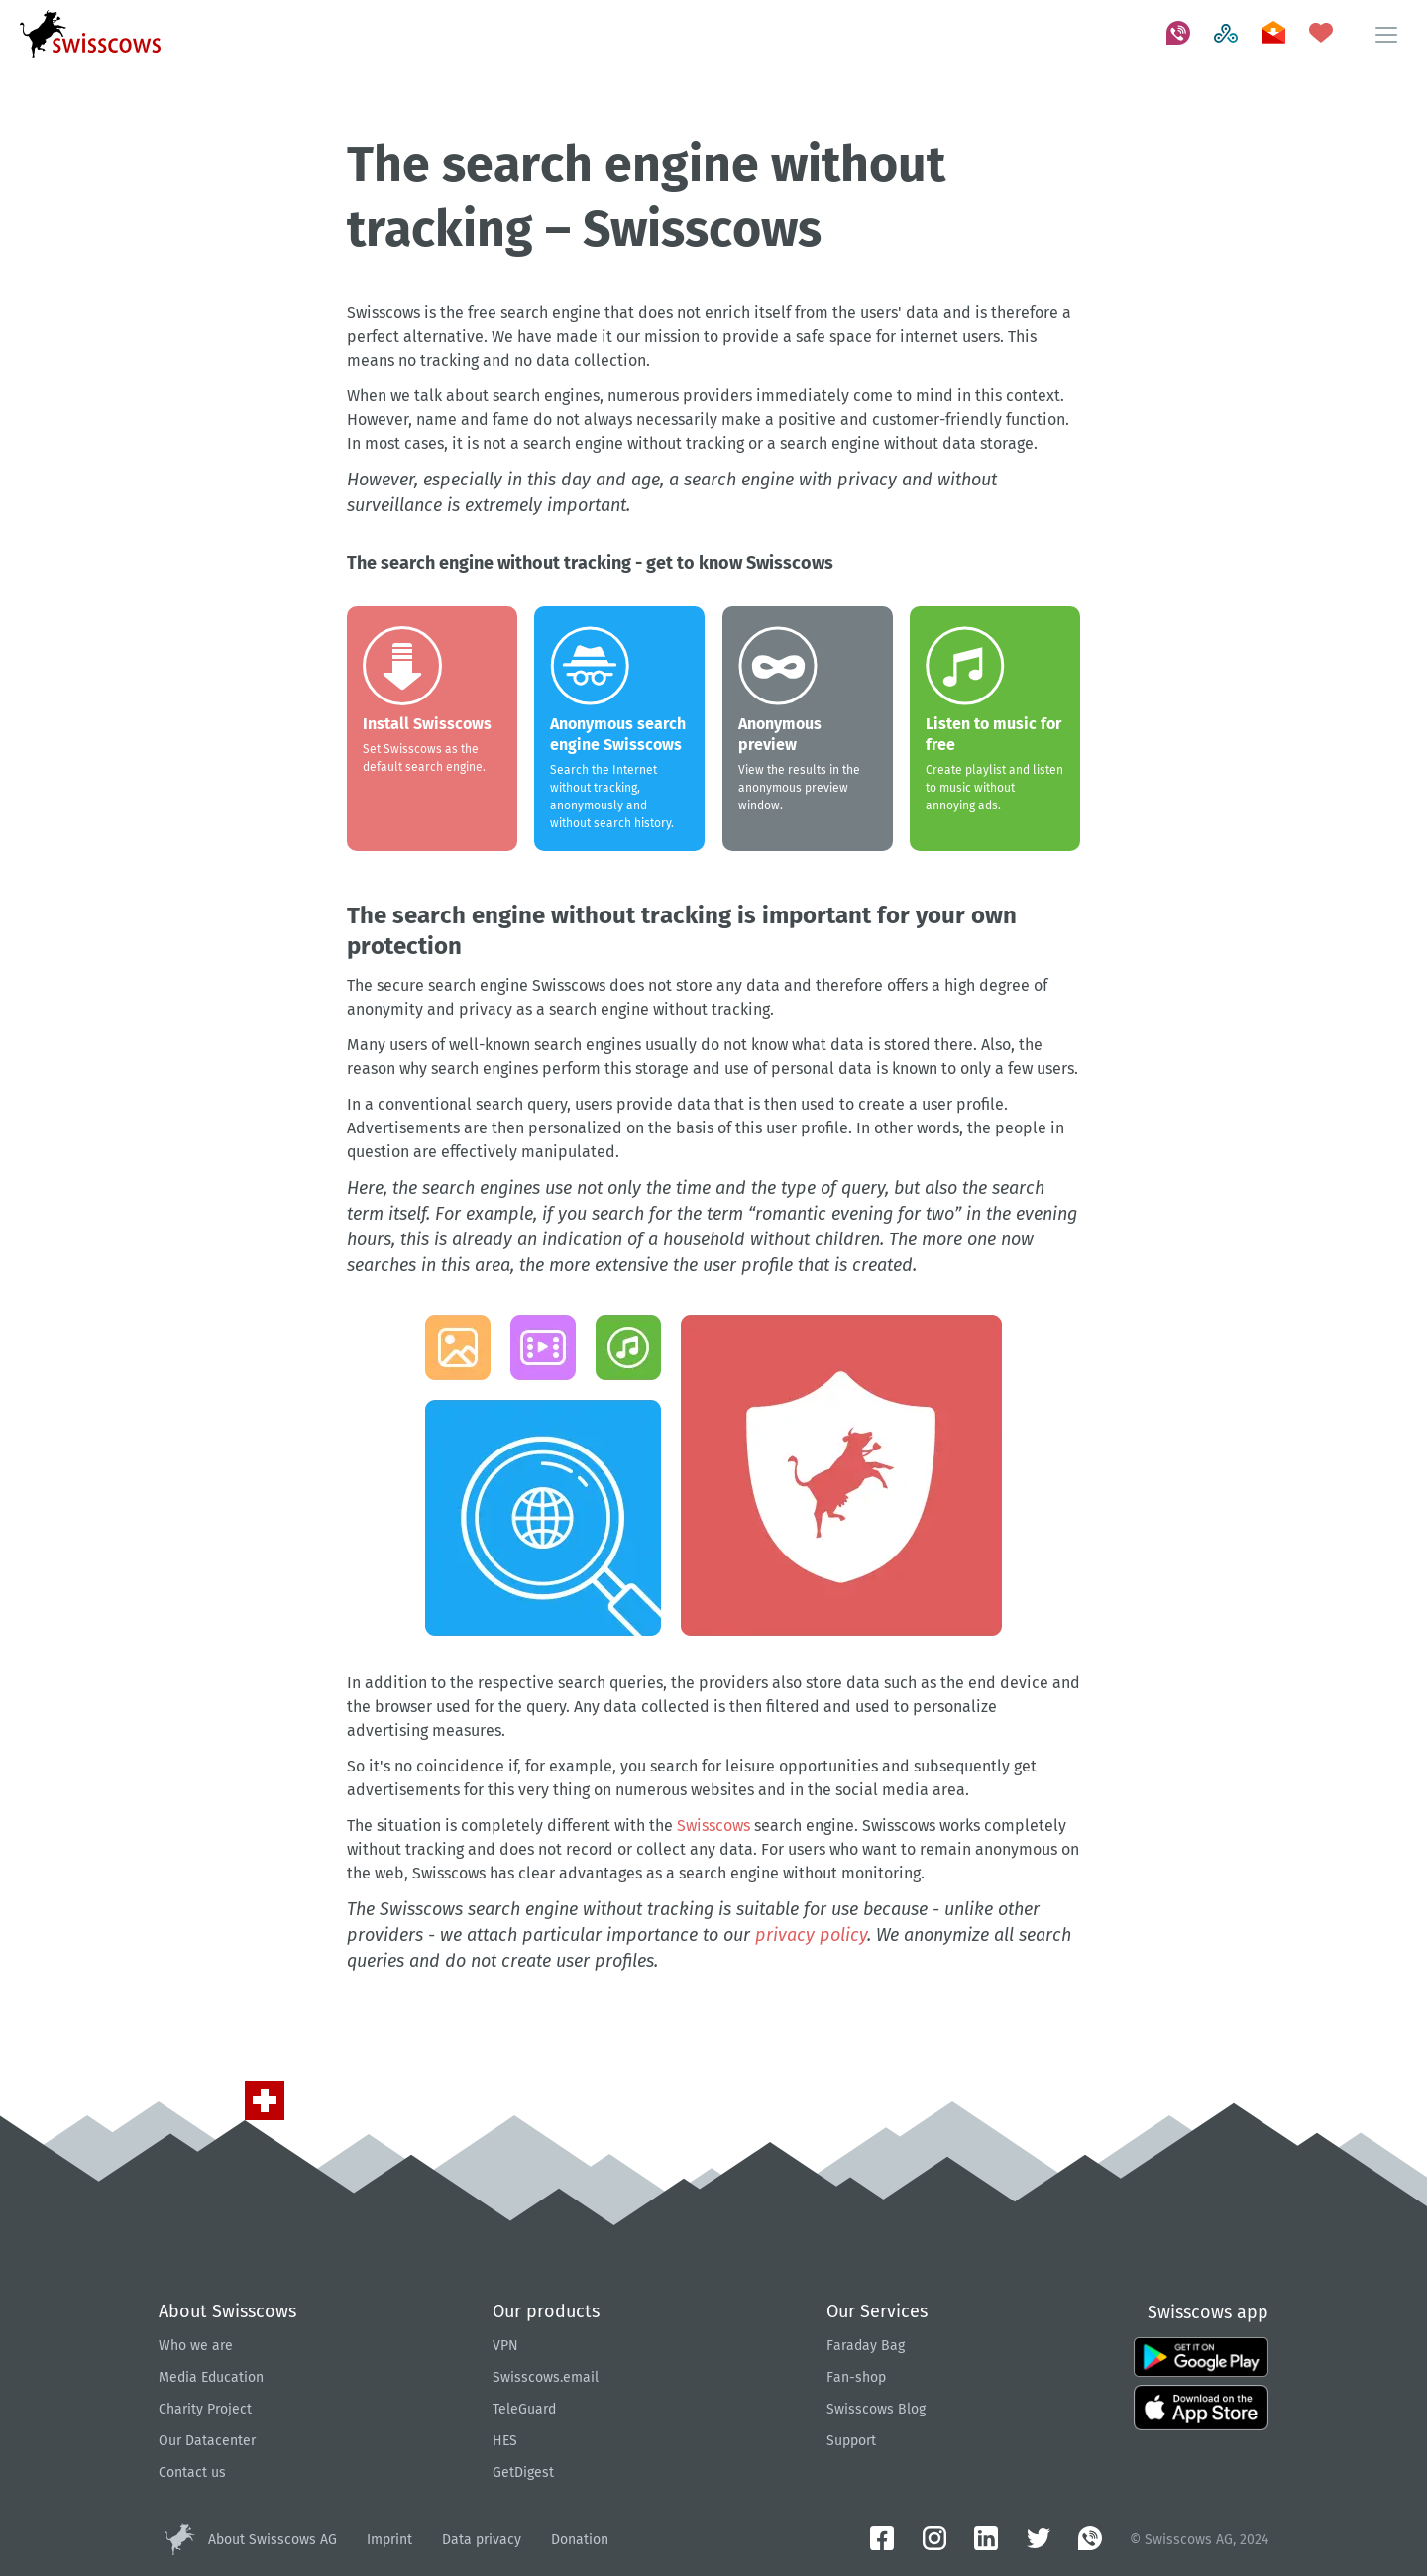 swisscows
The search engine without
tracking – Swisscows
Swisscows is the free search engine that does not enrich itself from the users' data and is therefore a
perfect alternative. We have made it our mission to provide a safe space for internet users. This
means no tracking and no data collection.
When we talk about search engines, numerous providers immediately come to mind in this context.
However, name and fame do not always necessarily make a positive and customer-friendly function.
In most cases, it is not a search engine without tracking or a search engine without data storage.
However, especially in this day and age, a search engine with privacy and without
surveillance is extremely important.
The search engine without tracking - get to know Swisscows
Install Swisscows
Set Swisscows as the
default search engine.
Anonymous search
engine Swisscows
Search the Internet
without tracking,
anonymously and
without search history.
Anonymous
preview
View the results in the
anonymous preview
window.
Listen to music for
free
Create playlist and listen
to music without
annoying ads.
The search engine without tracking is important for your own
protection
The secure search engine Swisscows does not store any data and therefore offers a high degree of
anonymity and privacy as a search engine without tracking.
Many users of well-known search engines usually do not know what data is stored there. Also, the
reason why search engines perform this storage and use of personal data is known to only a few users.
In a conventional search query, users provide data that is then used to create a user profile.
Advertisements are then personalized on the basis of this user profile. In other words, the people in
question are effectively manipulated.
Here, the search engines use not only the time and the type of query, but also the search
term itself. For example, if you search for the term “romantic evening for two” in the evening
hours, this is already an indication of a household without children. The more one now
searches in this area, the more extensive the user profile that is created.
In addition to the respective search queries, the providers also store data such as the end device and
the browser used for the query. Any data collected is then filtered and used to personalize
advertising measures.
So it's no coincidence if, for example, you search for leisure opportunities and subsequently get
advertisements for this very thing on numerous websites and in the social media area.
The situation is completely different with the Swisscows search engine. Swisscows works completely
without tracking and does not record or collect any data. For users who want to remain anonymous on
the web, Swisscows has clear advantages as a search engine without monitoring.
The Swisscows search engine without tracking is suitable for use because - unlike other
providers - we attach particular importance to our privacy policy. We anonymize all search
queries and do not create user profiles.
About Swisscows
Who we are
Media Education
Charity Project
Our Datacenter
Contact us
Our products
VPN
Swisscows.email
TeleGuard
HES
GetDigest
Our Services
Faraday Bag
Fan-shop
Swisscows Blog
Support
Swisscows app
GET IT ON
Google Play
Download on the
App Store
About Swisscows AG
Imprint
Data privacy
Donation
© Swisscows AG, 2024